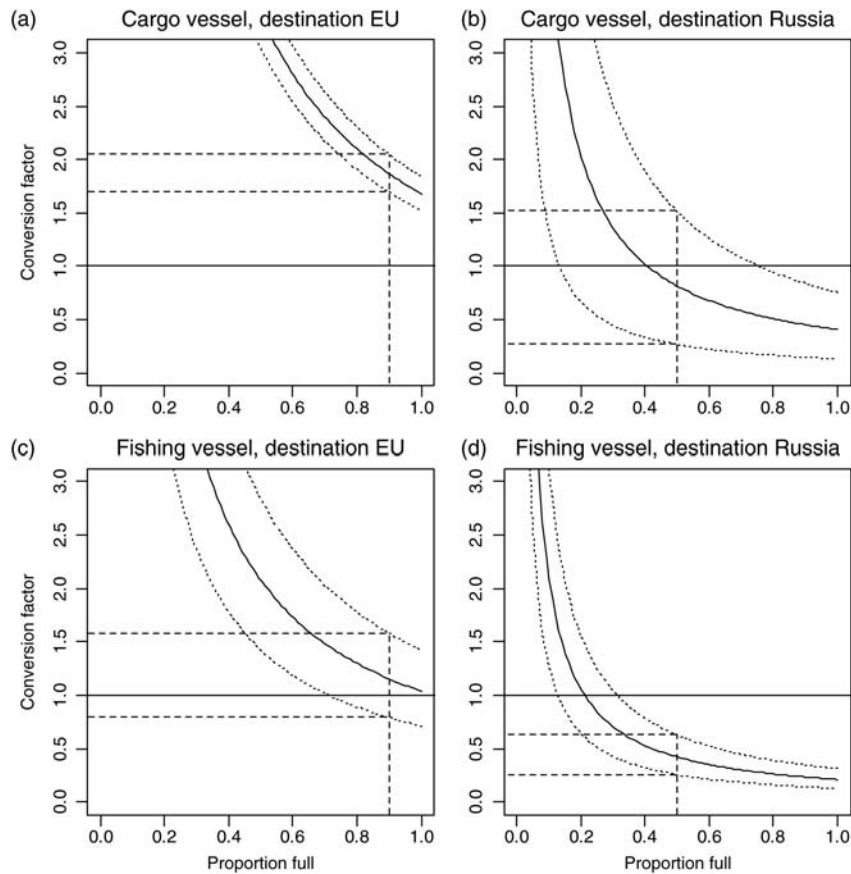 (a) Cargo vessel, destination EU
(b) Cargo vessel, destination Russia
Conversion factor
3.0
2.5
2.0
1.5
1.0
0.5
0.0
0.0 0.2 0.4 0.6 0.8 1.0
3.0
2.5
2.0
1.5
1.0
0.5
0.0
0.0 0.2 0.4 0.6 0.8 1.0
(c) Fishing vessel, destination EU
(d) Fishing vessel, destination Russia
Conversion factor
3.0
2.5
2.0
1.5
1.0
0.5
0.0
0.0 0.2 0.4 0.6 0.8 1.0
Proportion full
3.0
2.5
2.0
1.5
1.0
0.5
0.0
0.0 0.2 0.4 0.6 0.8 1.0
Proportion full